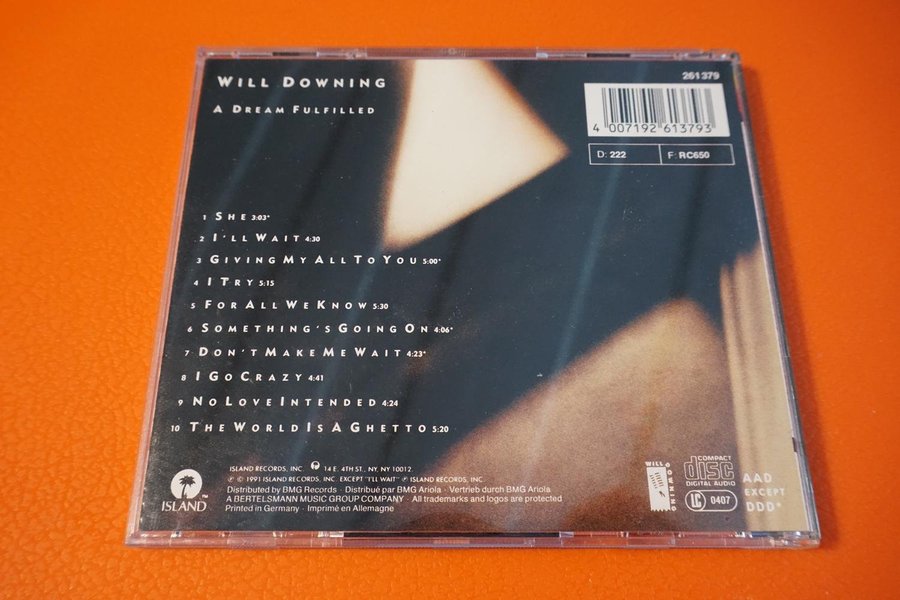 WILL DOWNING
A DREAM FULFILLED
261 379
4 007192 613793
D: 222 F: RC650
1 SHE 3:03*
2 I'LL WAIT 4:30
3 GIVING MY ALL TO YOU 5:00*
4 I TRY 5:15
5 FOR ALL WE KNOW 5:30
6 SOMETHING'S GOING ON 4:06*
7 DON'T MAKE ME WAIT 4:23*
8 I GO CRAZY 4:41
9 NO LOVE INTENDED 4:24
10 THE WORLD IS A GHETTO 5:20
ISLAND RECORDS, INC. 14 E. 4TH ST., NY, NY 10012.
℗ © 1991 ISLAND RECORDS, INC. EXCEPT "I'LL WAIT" ℗ ISLAND RECORDS, INC.
Distributed by BMG Records · Distribué par BMG Ariola · Vertrieb durch BMG Ariola
A BERTELSMANN MUSIC GROUP COMPANY · All trademarks and logos are protected
Printed in Germany · Imprimé en Allemagne
ISLAND™
WILL DOWNING
COMPACT
disc
DIGITAL AUDIO
LC 0407
AAD
EXCEPT
DDD*